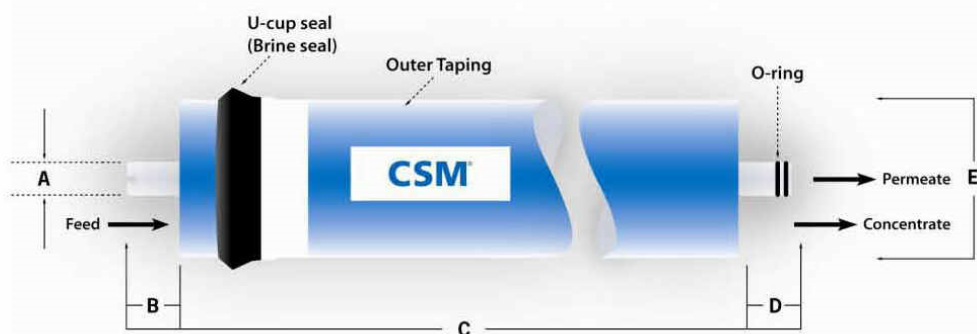 U-cup seal
(Brine seal)
Outer Taping
O-ring
CSM®
A
E
Permeate
Feed
Concentrate
B
D
C